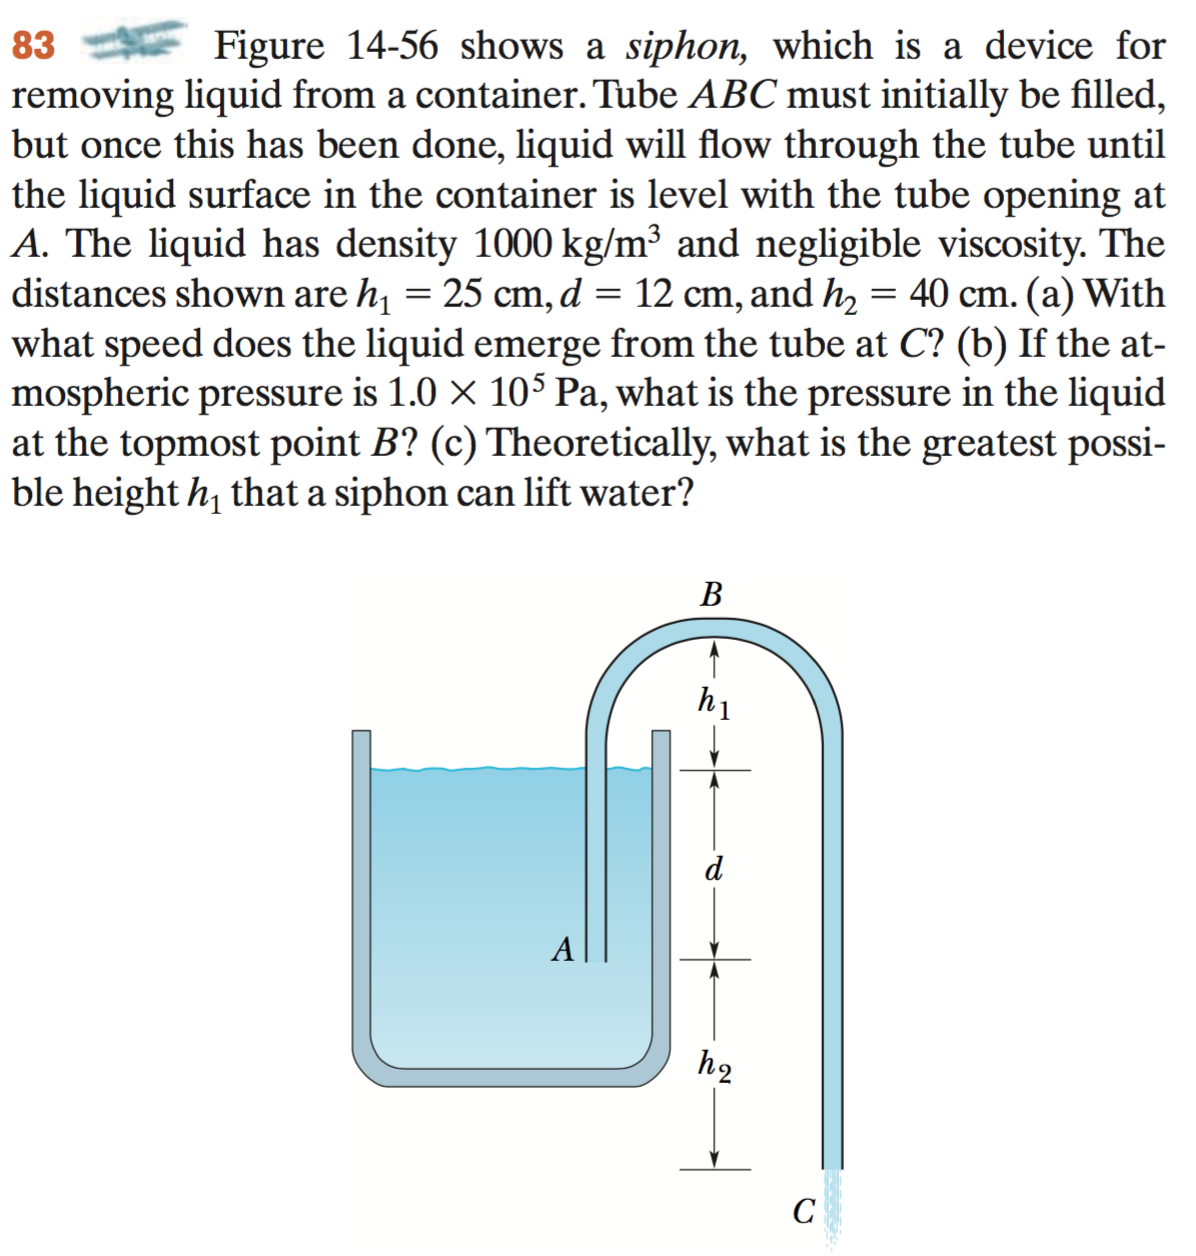 83 Figure 14-56 shows a siphon, which is a device for
removing liquid from a container. Tube ABC must initially be filled,
but once this has been done, liquid will flow through the tube until
the liquid surface in the container is level with the tube opening at
A. The liquid has density 1000 kg/m³ and negligible viscosity. The
distances shown are h₁ = 25 cm, d = 12 cm, and h₂ = 40 cm. (a) With
what speed does the liquid emerge from the tube at C? (b) If the at-
mospheric pressure is 1.0 × 10⁵ Pa, what is the pressure in the liquid
at the topmost point B? (c) Theoretically, what is the greatest possi-
ble height h₁ that a siphon can lift water?
B
h₁
d
A
h₂
C